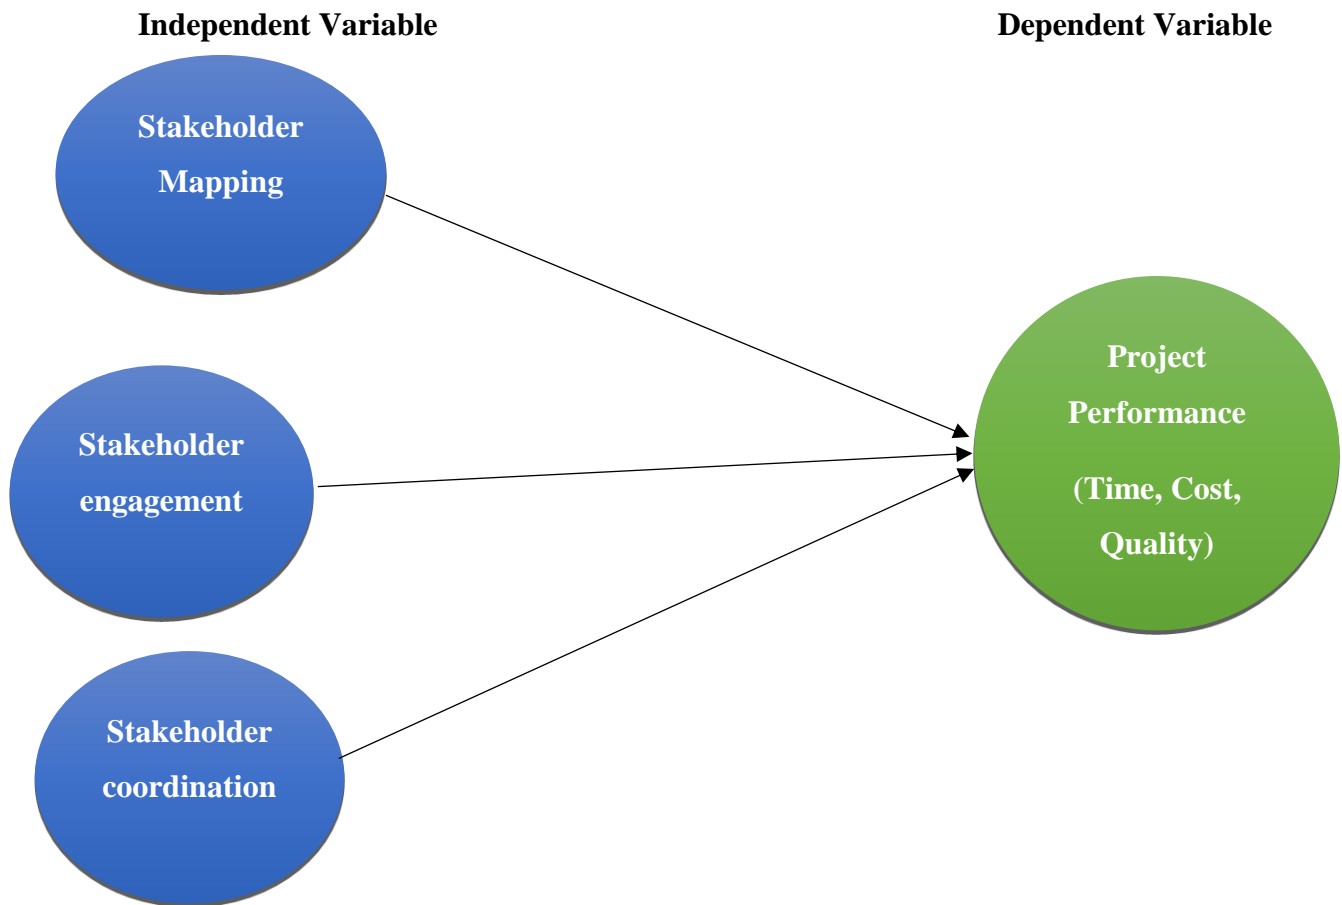 Independent Variable
Dependent Variable
Stakeholder
Mapping
Stakeholder
engagement
Stakeholder
coordination
Project
Performance
(Time, Cost,
Quality)